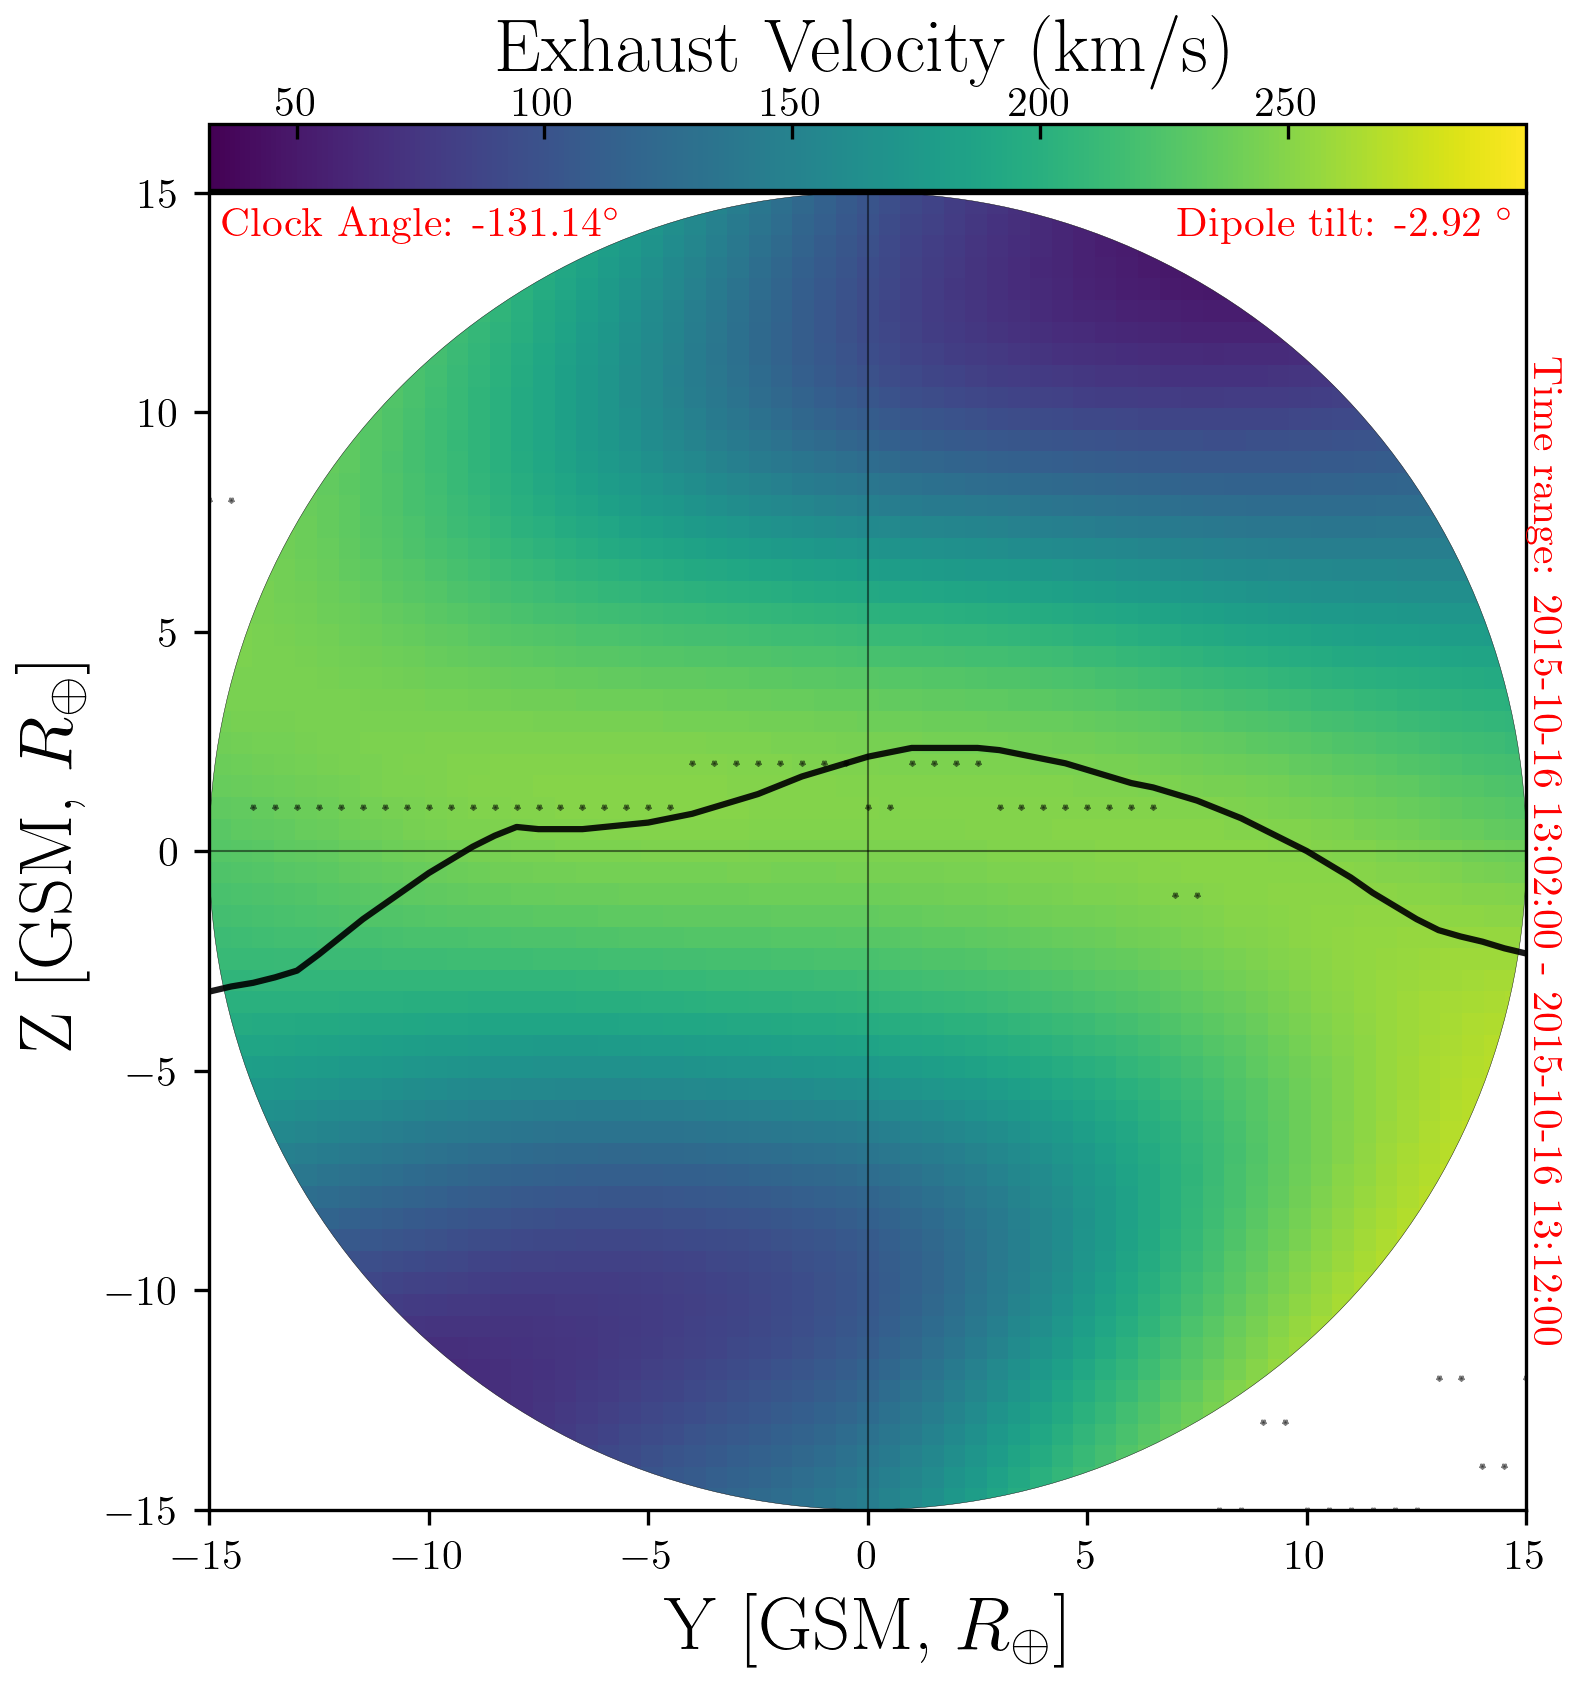 Exhaust Velocity (km/s)
50 100 150 200 250
Clock Angle: -131.14° Dipole tilt: -2.92 °
Time range: 2015-10-16 13:02:00 - 2015-10-16 13:12:00
Z [GSM, R⊕]
15
10
5
0
−5
−10
−15
−15 −10 −5 0 5 10 15
Y [GSM, R⊕]